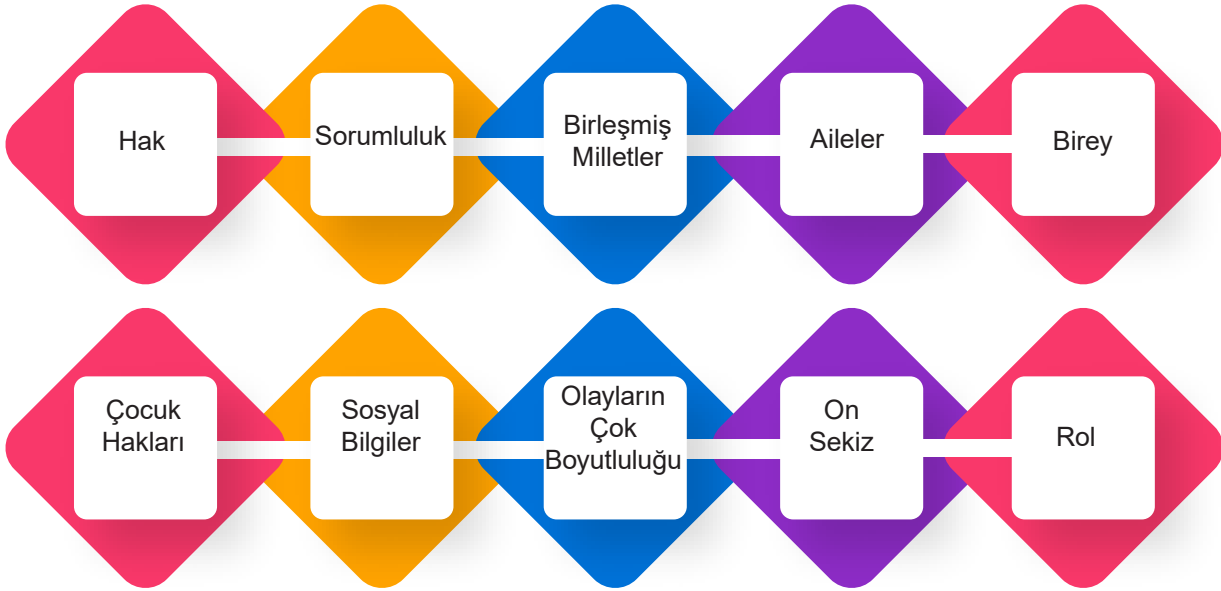 Hak
Sorumluluk
Birleşmiş
Milletler
Aileler
Birey
Çocuk
Hakları
Sosyal
Bilgiler
Olayların
Çok
Boyutluluğu
On
Sekiz
Rol